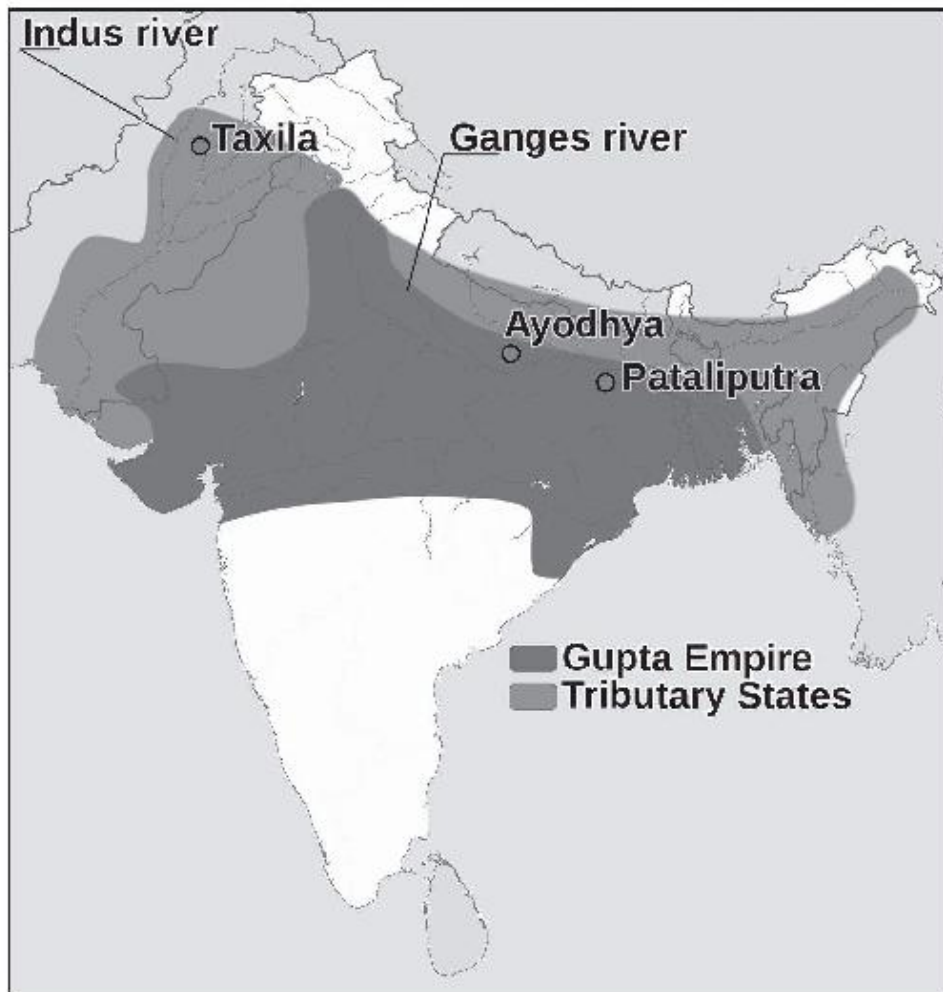 Indus river
Taxila
Ganges river
Ayodhya
Pataliputra
Gupta Empire
Tributary States